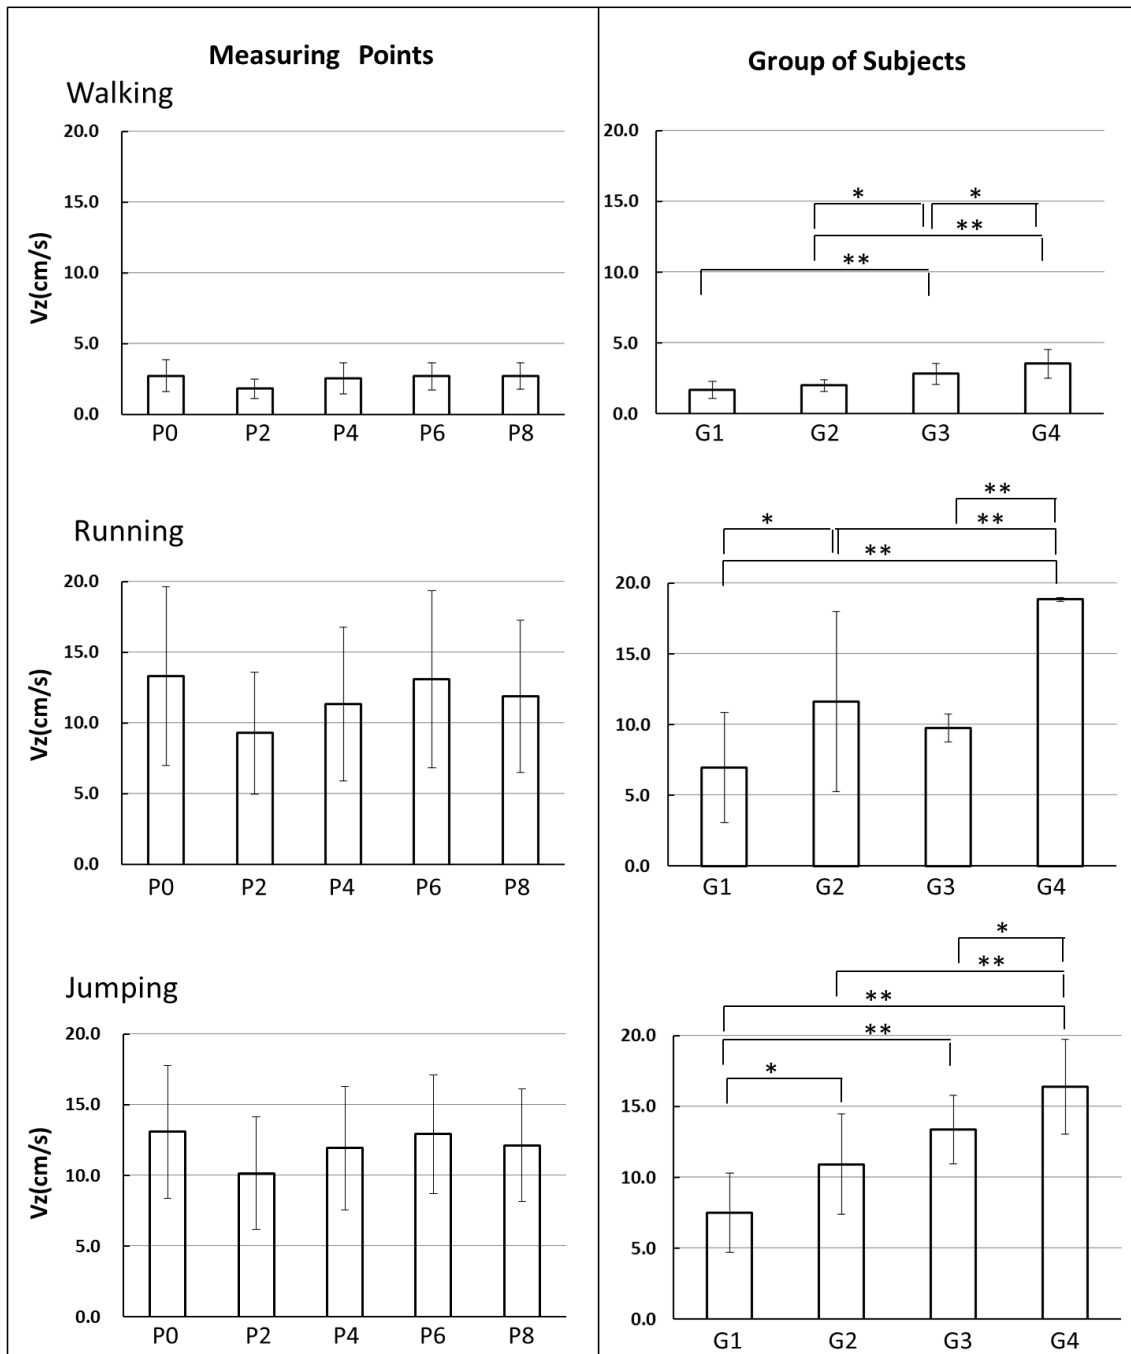 Measuring Points
Group of Subjects
Walking
Vz(cm/s)
20.0
15.0
10.0
5.0
0.0
P0 P2 P4 P6 P8
20.0
15.0
10.0
5.0
0.0
* *
**
**
G1 G2 G3 G4
Running
Vz(cm/s)
20.0
15.0
10.0
5.0
0.0
P0 P2 P4 P6 P8
**
* **
**
20.0
15.0
10.0
5.0
0.0
G1 G2 G3 G4
Jumping
Vz(cm/s)
20.0
15.0
10.0
5.0
0.0
P0 P2 P4 P6 P8
*
**
**
**
*
20.0
15.0
10.0
5.0
0.0
G1 G2 G3 G4